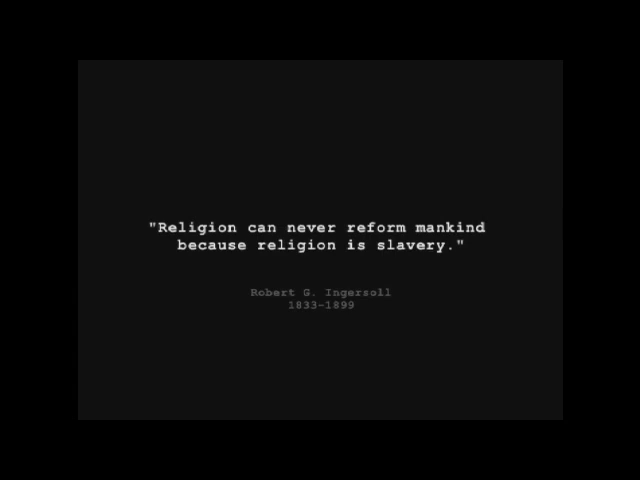 "Religion can never reform mankind
because religion is slavery."
Robert G. Ingersoll
1833-1899